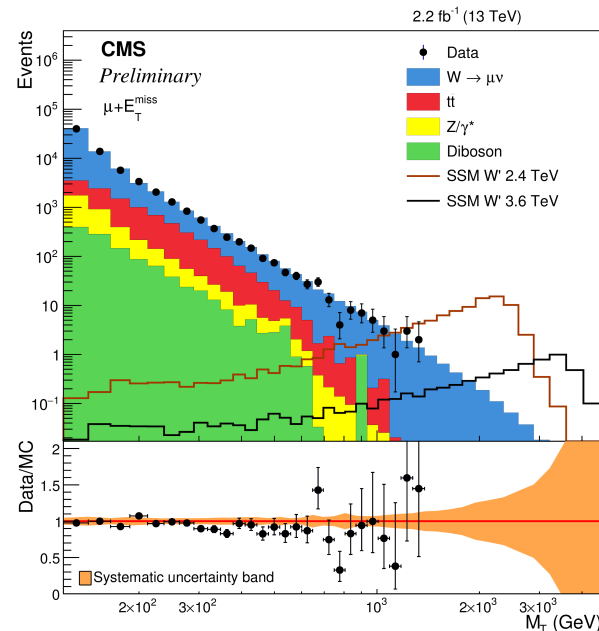 2.2 fb⁻¹ (13 TeV)
Events
CMS
Preliminary
μ+E_T^miss
Data
W → μν
tt
Z/γ*
Diboson
SSM W' 2.4 TeV
SSM W' 3.6 TeV
10⁶
10⁵
10⁴
10³
10²
10
1
10⁻¹
Data/MC
2
1.5
1
0.5
0
Systematic uncertainty band
2×10² 3×10² 10³ 2×10³ 3×10³
M_T (GeV)